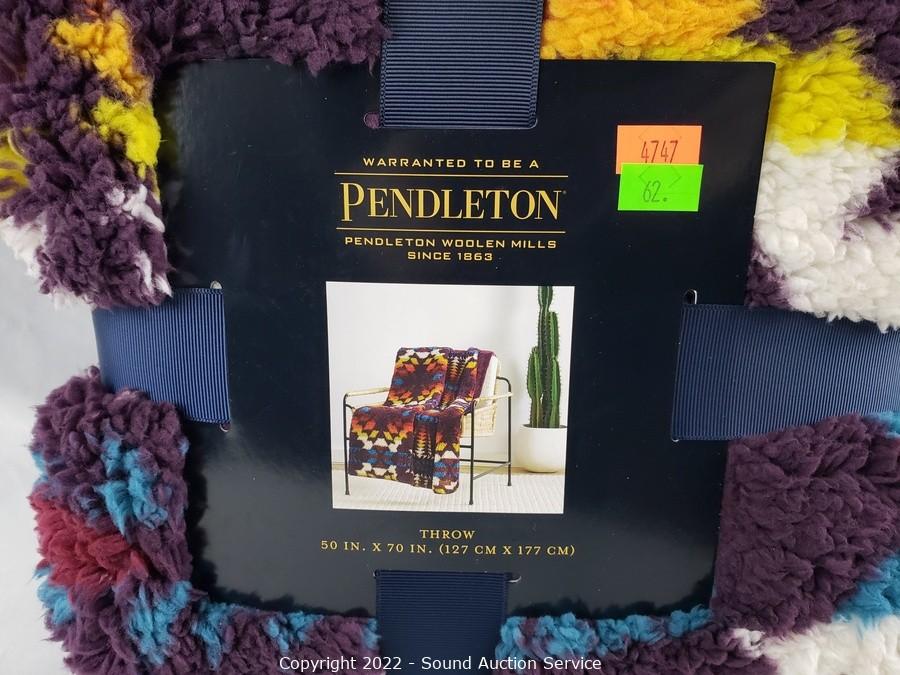 WARRANTED TO BE A
PENDLETON®
PENDLETON WOOLEN MILLS
SINCE 1863
4747
62.
THROW
50 IN. X 70 IN. (127 CM X 177 CM)
Copyright 2022 - Sound Auction Service